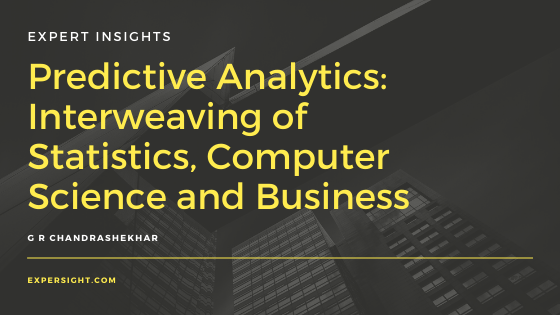 EXPERT INSIGHTS
Predictive Analytics:
Interweaving of
Statistics, Computer
Science and Business
G R CHANDRASHEKHAR
EXPERSIGHT.COM